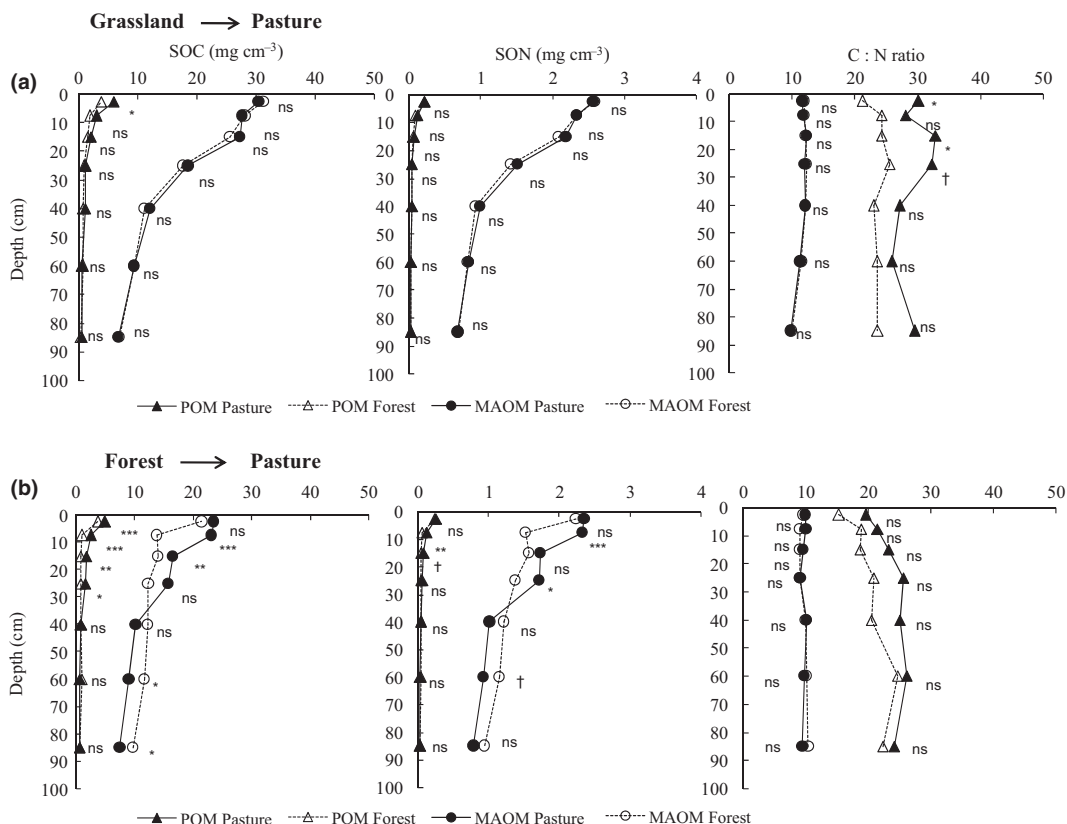 Grassland → Pasture
(a)
SOC (mg cm⁻³) SON (mg cm⁻³) C : N ratio
0 10 20 30 40 50 0 1 2 3 4 0 10 20 30 40 50
Depth (cm)
0
10
20
30
40
50
60
70
80
90
100
* ns ns ns ns ns ns
ns ns ns ns ns ns ns
ns ns ns ns ns ns ns
ns ns ns ns ns ns ns
ns ns ns ns ns ns ns
* ns * † ns ns ns
POM Pasture POM Forest MAOM Pasture MAOM Forest
Forest → Pasture
(b)
0 10 20 30 40 50 0 1 2 3 4 0 10 20 30 40 50
Depth (cm)
0
10
20
30
40
50
60
70
80
90
100
*** *** ** * ns ns ns
ns *** ** ns ns * *
ns ** † ns ns ns ns
ns *** ns * ns † ns
ns ns ns ns ns ns ns
ns ns ns ns ns ns ns
POM Pasture POM Forest MAOM Pasture MAOM Forest